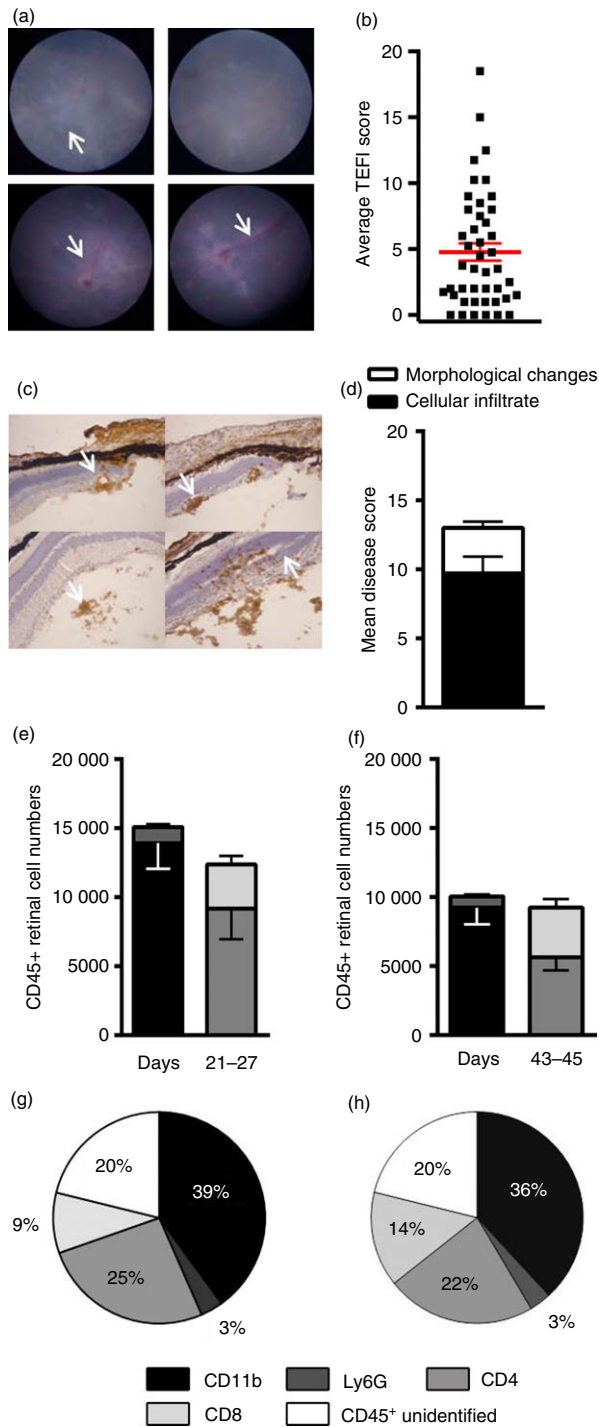 (a)
(b)
20
15
10
5
0
Average TEFI score
(c)
(d)
Morphological changes
Cellular infiltrate
20
15
10
5
0
Mean disease score
(e)
20 000
15 000
10 000
5000
0
CD45+ retinal cell numbers
Days 21–27
(f)
20 000
15 000
10 000
5000
0
CD45+ retinal cell numbers
Days 43–45
(g)
20%
39%
9%
25%
3%
(h)
20%
36%
14%
22%
3%
CD11b Ly6G CD4
CD8 CD45⁺ unidentified